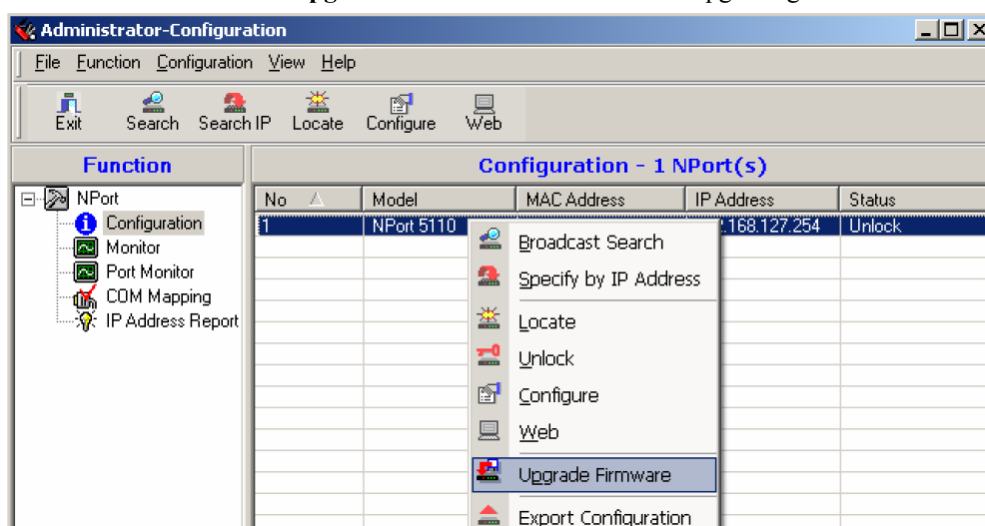 Administrator-Configuration
File Function Configuration View Help
Exit Search Search IP Locate Configure Web
Function
Configuration - 1 NPort(s)
NPort
Configuration
Monitor
Port Monitor
COM Mapping
IP Address Report
No Model MAC Address IP Address Status
1 NPort 5110 .168.127.254 Unlock
Broadcast Search
Specify by IP Address
Locate
Unlock
Configure
Web
Upgrade Firmware
Export Configuration